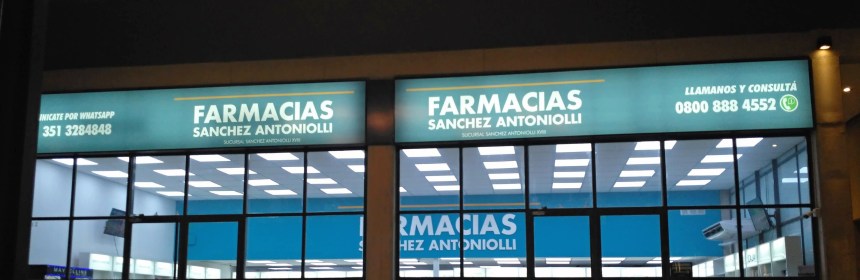 NICATE POR WHATSAPP
351 3284848
FARMACIAS
SANCHEZ ANTONIOLLI
FARMACIAS
SANCHEZ ANTONIOLLI
LLAMANOS Y CONSULTÁ
0800 888 4552
FARMACIAS
SANCHEZ ANTONIOLLI